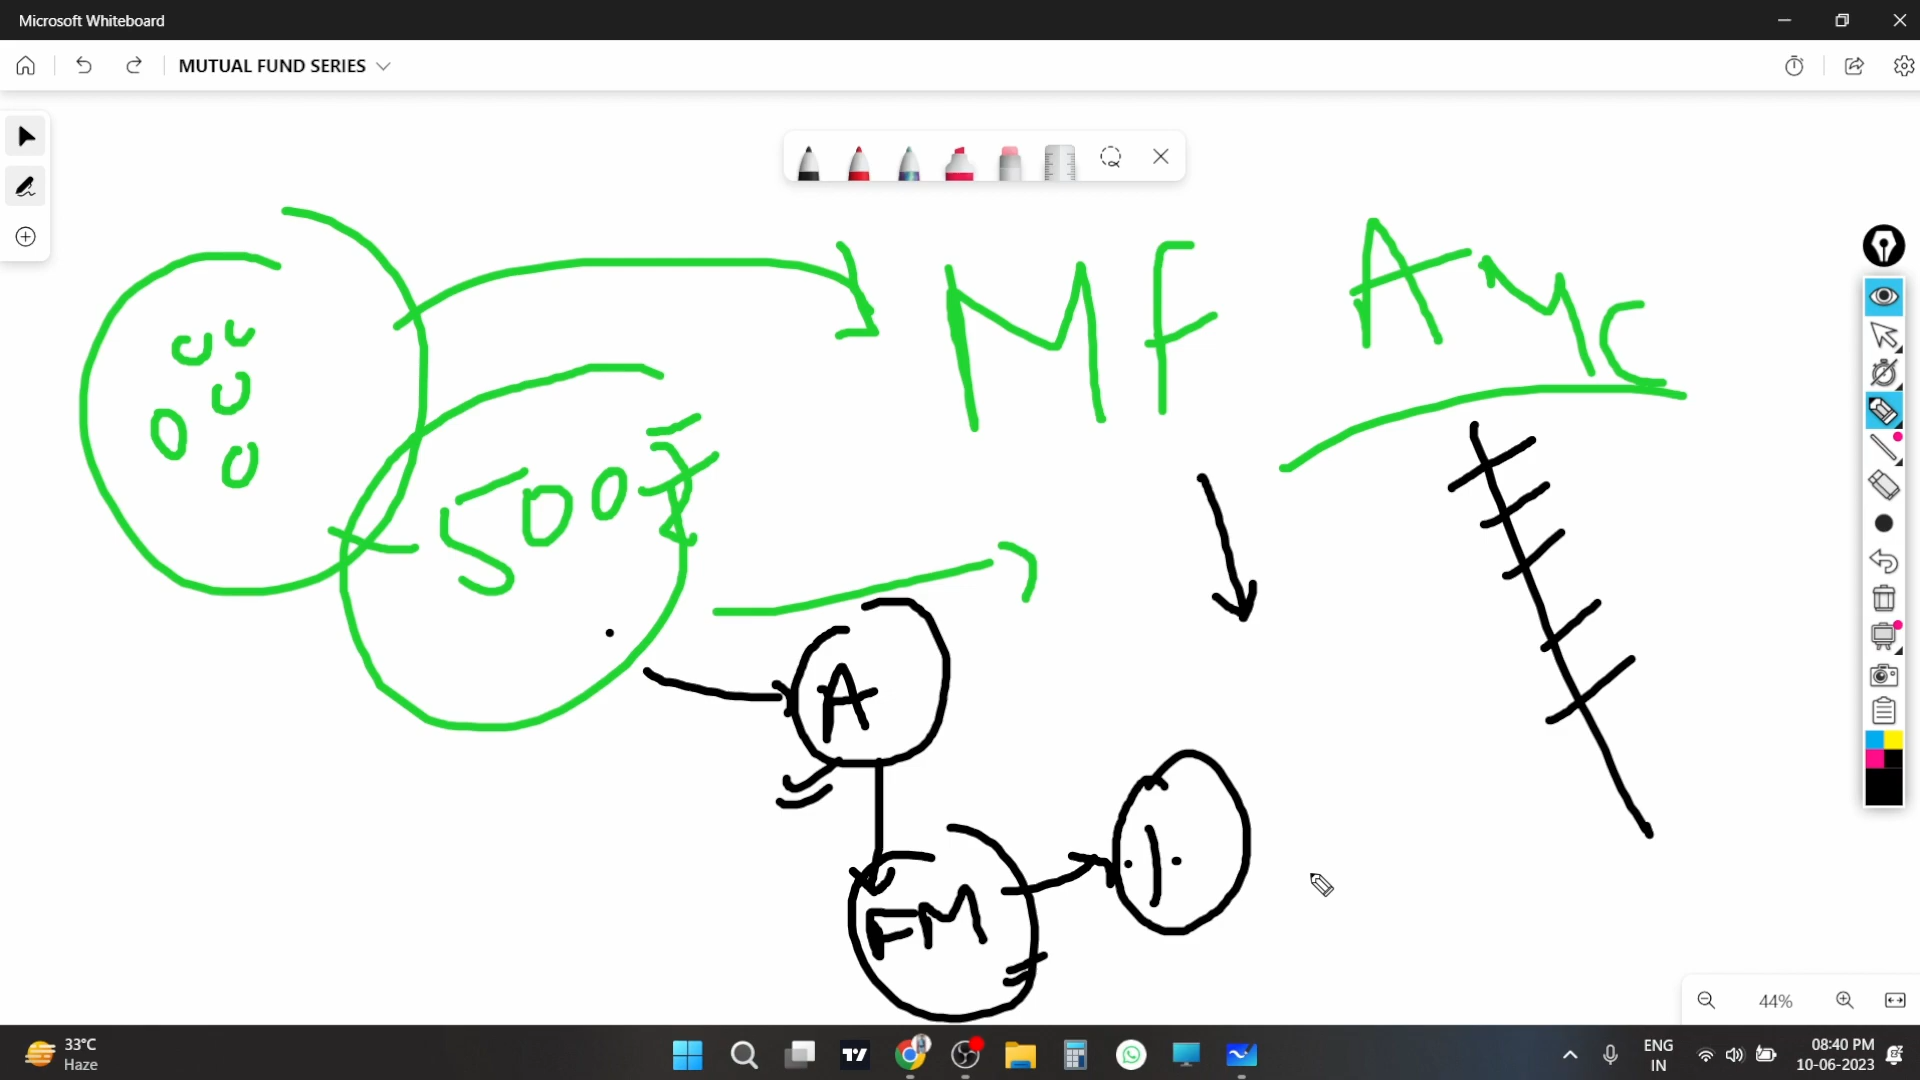 Microsoft Whiteboard
MUTUAL FUND SERIES
MF AMC
500
A
FM
44%
33°C
Haze
ENG
IN
08:40 PM
10-06-2023